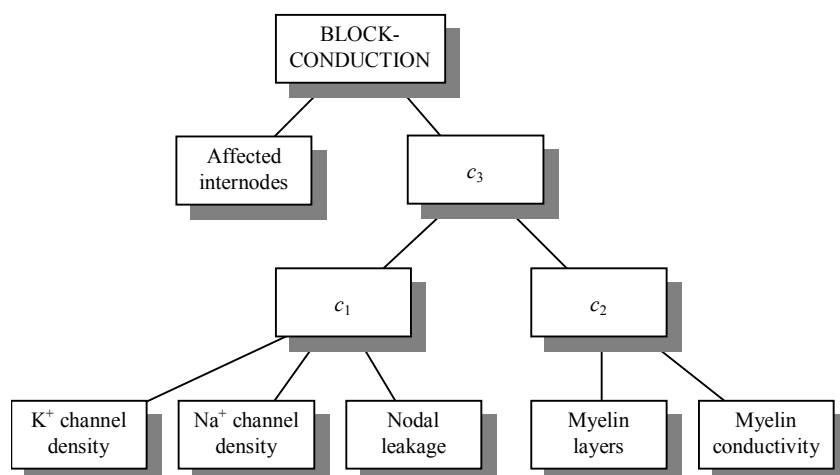 BLOCK-
CONDUCTION
Affected
internodes
c₃
c₁
c₂
K⁺ channel
density
Na⁺ channel
density
Nodal
leakage
Myelin
layers
Myelin
conductivity